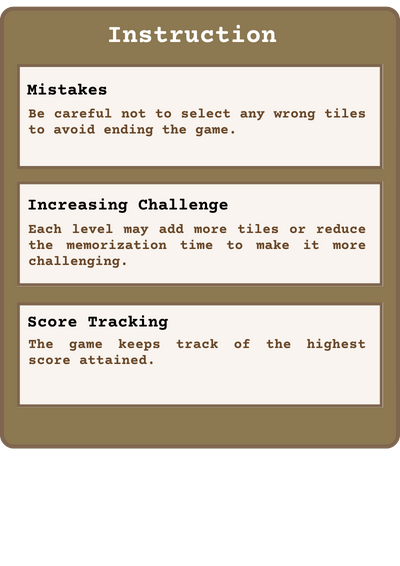 Instruction
Mistakes
Be careful not to select any wrong tiles
to avoid ending the game.
Increasing Challenge
Each level may add more tiles or reduce
the memorization time to make it more
challenging.
Score Tracking
The game keeps track of the highest
score attained.